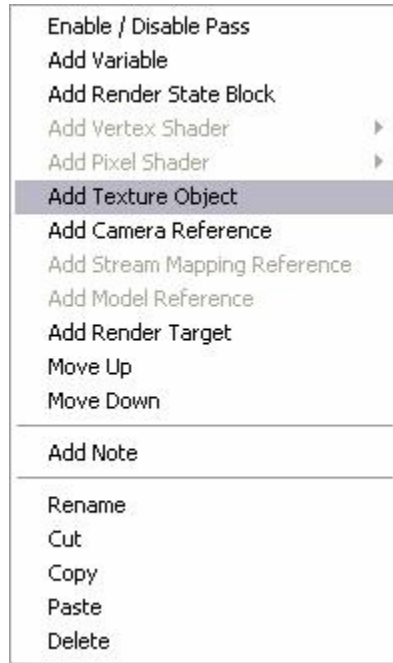 Enable / Disable Pass
Add Variable
Add Render State Block
Add Vertex Shader
Add Pixel Shader
Add Texture Object
Add Camera Reference
Add Stream Mapping Reference
Add Model Reference
Add Render Target
Move Up
Move Down
Add Note
Rename
Cut
Copy
Paste
Delete